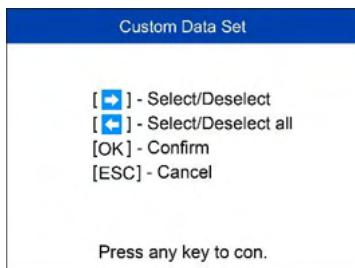 Custom Data Set
[➡] - Select/Deselect
[⬅] - Select/Deselect all
[OK] - Confirm
[ESC] - Cancel
Press any key to con.